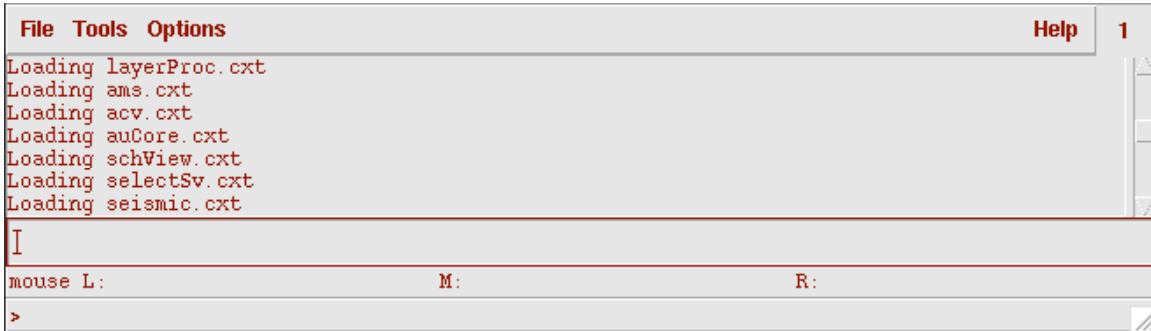 File Tools Options Help 1
Loading layerProc.cxt
Loading ams.cxt
Loading acv.cxt
Loading auCore.cxt
Loading schView.cxt
Loading selectSv.cxt
Loading seismic.cxt
mouse L: M: R:
>